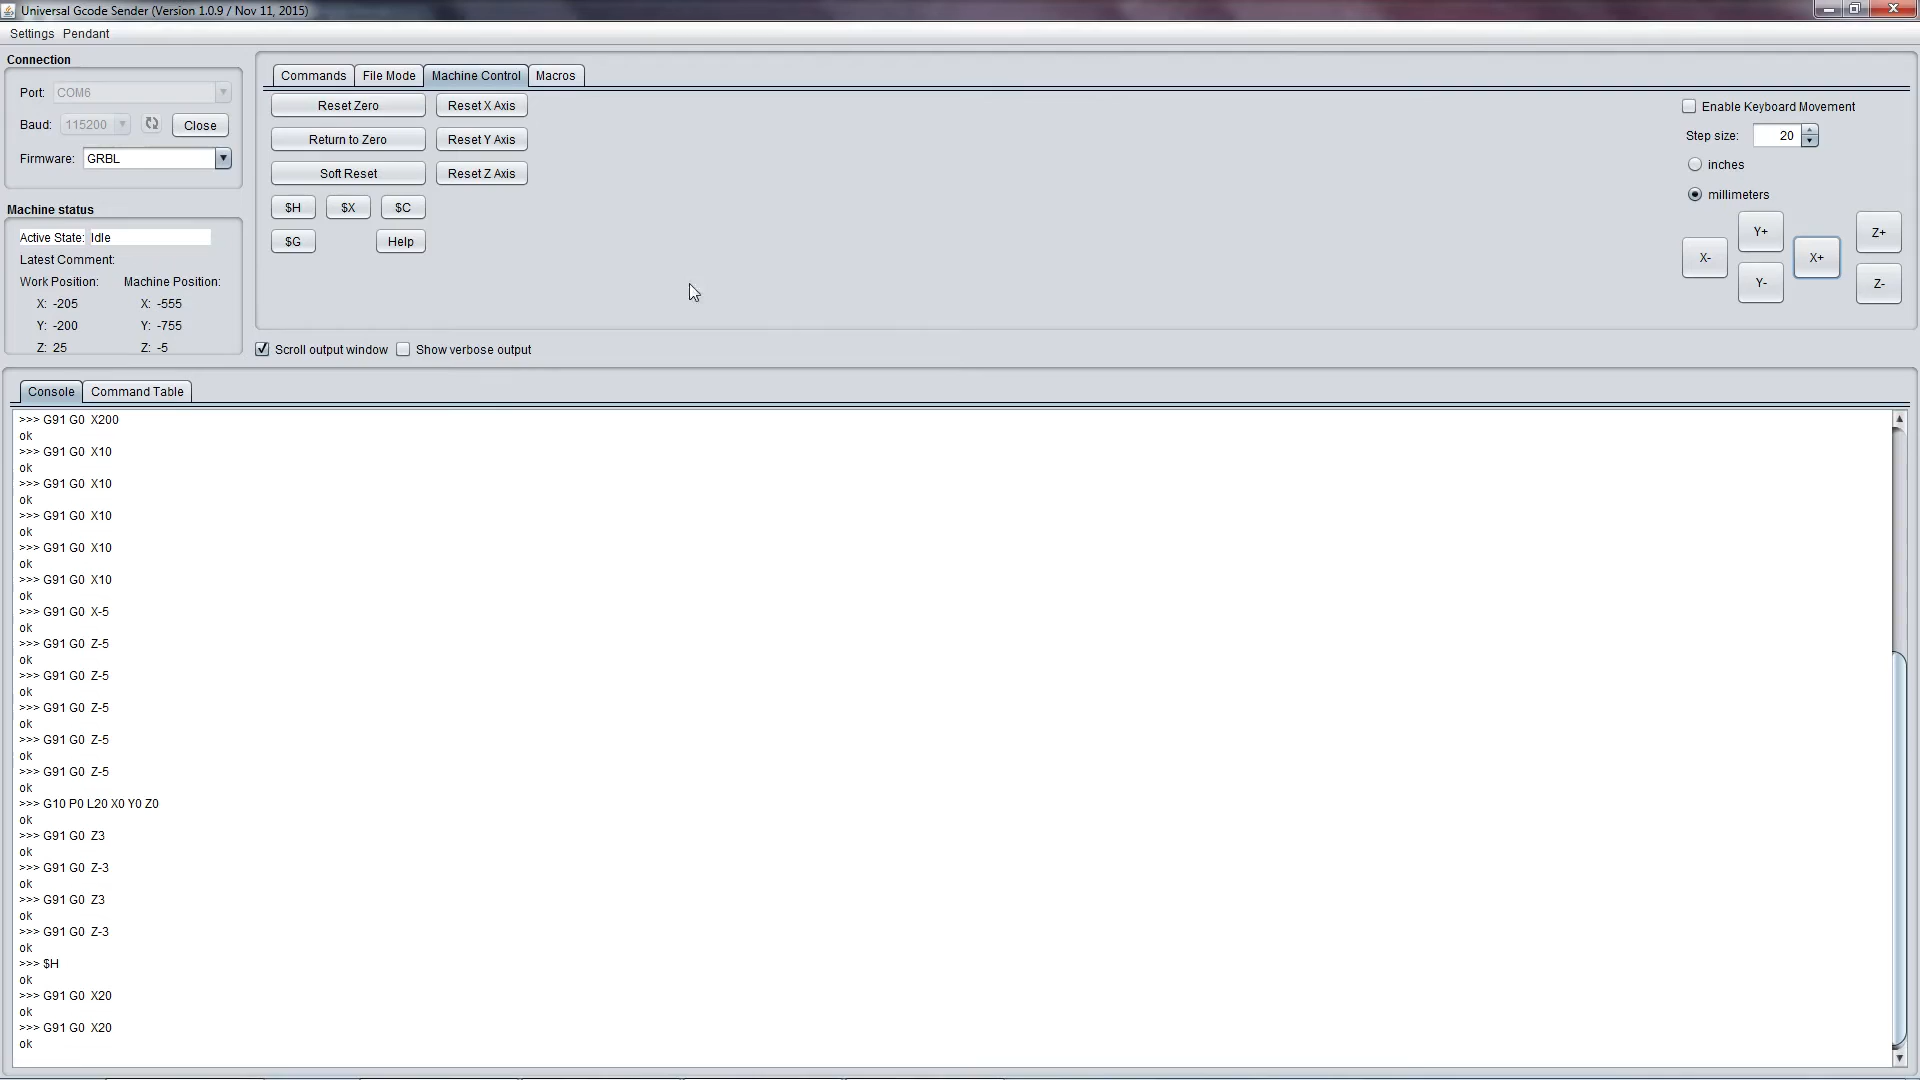 Universal Gcode Sender (Version 1.0.9 / Nov 11, 2015)
Settings Pendant
Connection
Port: COM6
Baud: 115200 Close
Firmware: GRBL
Machine status
Active State: Idle
Latest Comment:
Work Position: Machine Position:
X: -205 X: -555
Y: -200 Y: -755
Z: 25 Z: -5
Commands File Mode Machine Control Macros
Reset Zero Reset X Axis
Return to Zero Reset Y Axis
Soft Reset Reset Z Axis
$H $X $C
$G Help
Enable Keyboard Movement
Step size: 20
inches
millimeters
X- Y+ Y- X+ Z+ Z-
Scroll output window Show verbose output
Console Command Table
>>> G91 G0 X200
ok
>>> G91 G0 X10
ok
>>> G91 G0 X10
ok
>>> G91 G0 X10
ok
>>> G91 G0 X10
ok
>>> G91 G0 X10
ok
>>> G91 G0 X-5
ok
>>> G91 G0 Z-5
ok
>>> G91 G0 Z-5
ok
>>> G91 G0 Z-5
ok
>>> G91 G0 Z-5
ok
>>> G91 G0 Z-5
ok
>>> G10 P0 L20 X0 Y0 Z0
ok
>>> G91 G0 Z3
ok
>>> G91 G0 Z-3
ok
>>> G91 G0 Z3
ok
>>> G91 G0 Z-3
ok
>>> $H
ok
>>> G91 G0 X20
ok
>>> G91 G0 X20
ok